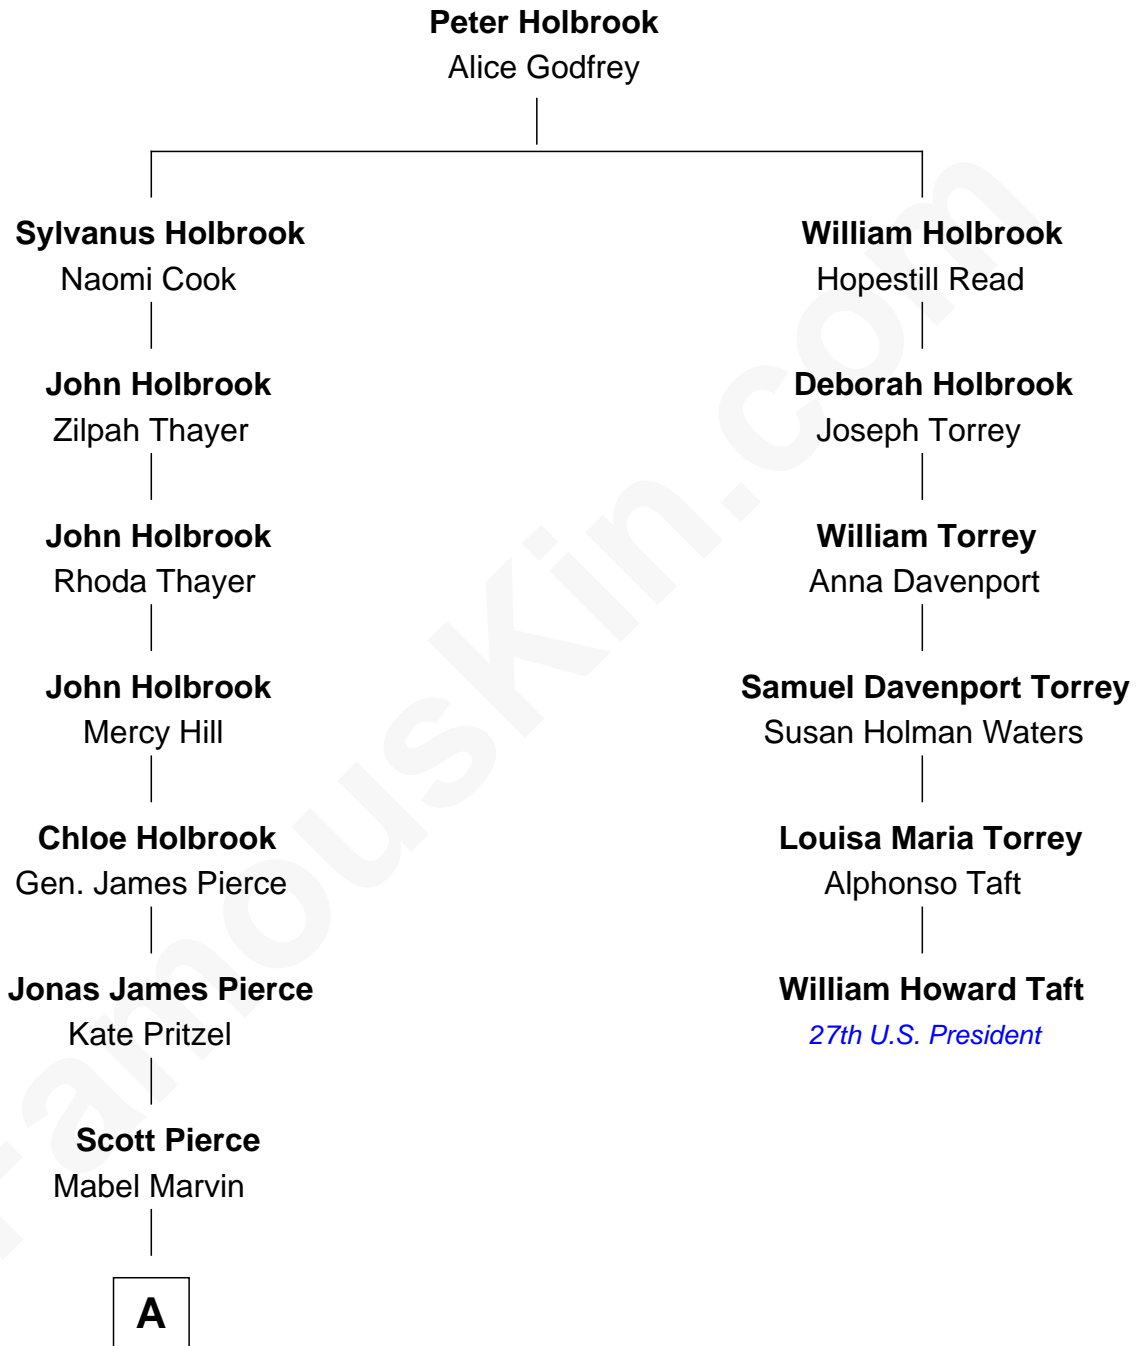 Peter Holbrook
Alice Godfrey
Sylvanus Holbrook
Naomi Cook
William Holbrook
Hopestill Read
John Holbrook
Zilpah Thayer
Deborah Holbrook
Joseph Torrey
John Holbrook
Rhoda Thayer
William Torrey
Anna Davenport
John Holbrook
Mercy Hill
Samuel Davenport Torrey
Susan Holman Waters
Chloe Holbrook
Gen. James Pierce
Louisa Maria Torrey
Alphonso Taft
Jonas James Pierce
Kate Pritzel
William Howard Taft
27th U.S. President
Scott Pierce
Mabel Marvin
A
FamousKin.com